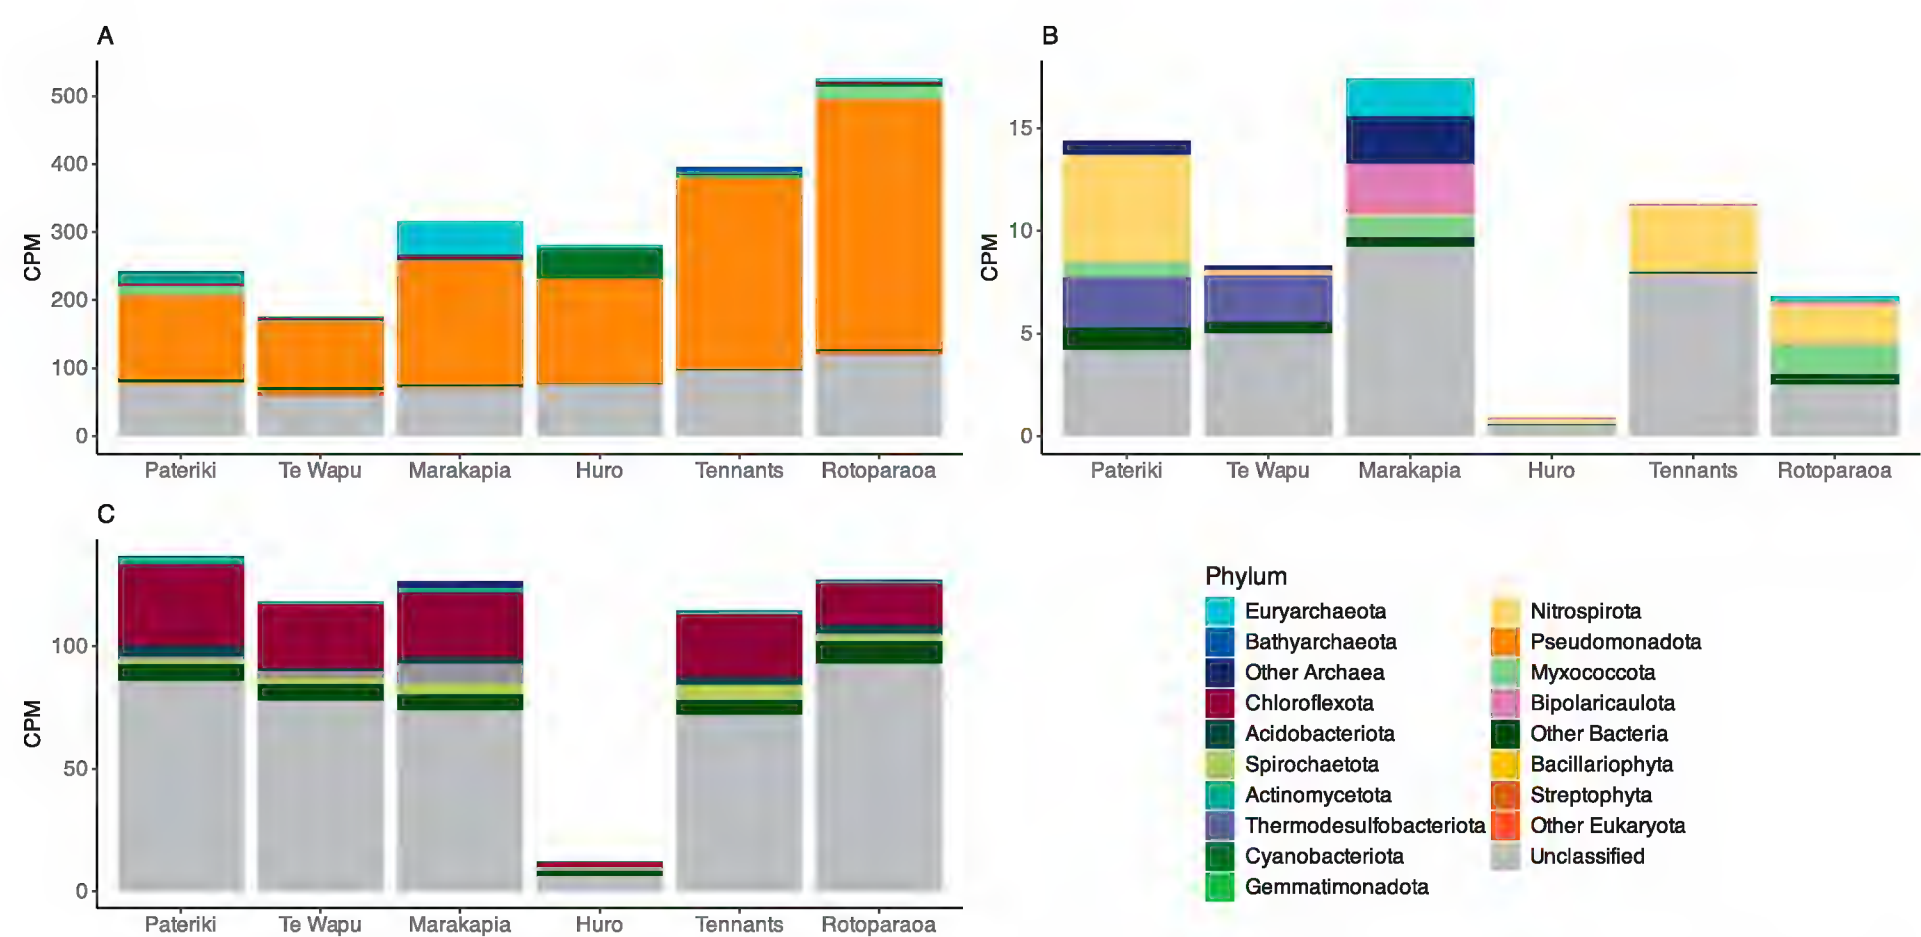 A
CPM
500
400
300
200
100
0
Pateriki Te Wapu Marakapia Huro Tennants Rotoparaoa
B
CPM
15
10
5
0
Pateriki Te Wapu Marakapia Huro Tennants Rotoparaoa
C
CPM
100
50
0
Pateriki Te Wapu Marakapia Huro Tennants Rotoparaoa
Phylum
Euryarchaeota
Bathyarchaeota
Other Archaea
Chloroflexota
Acidobacteriota
Spirochaetota
Actinomycetota
Thermodesulfobacteriota
Cyanobacteriota
Gemmatimonadota
Nitrospirota
Pseudomonadota
Myxococcota
Bipolaricaulota
Other Bacteria
Bacillariophyta
Streptophyta
Other Eukaryota
Unclassified